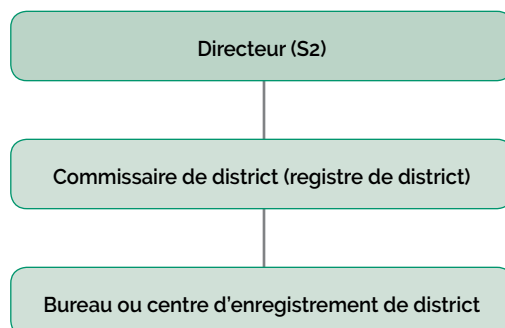 Directeur (S2)
Commissaire de district (registre de district)
Bureau ou centre d’enregistrement de district